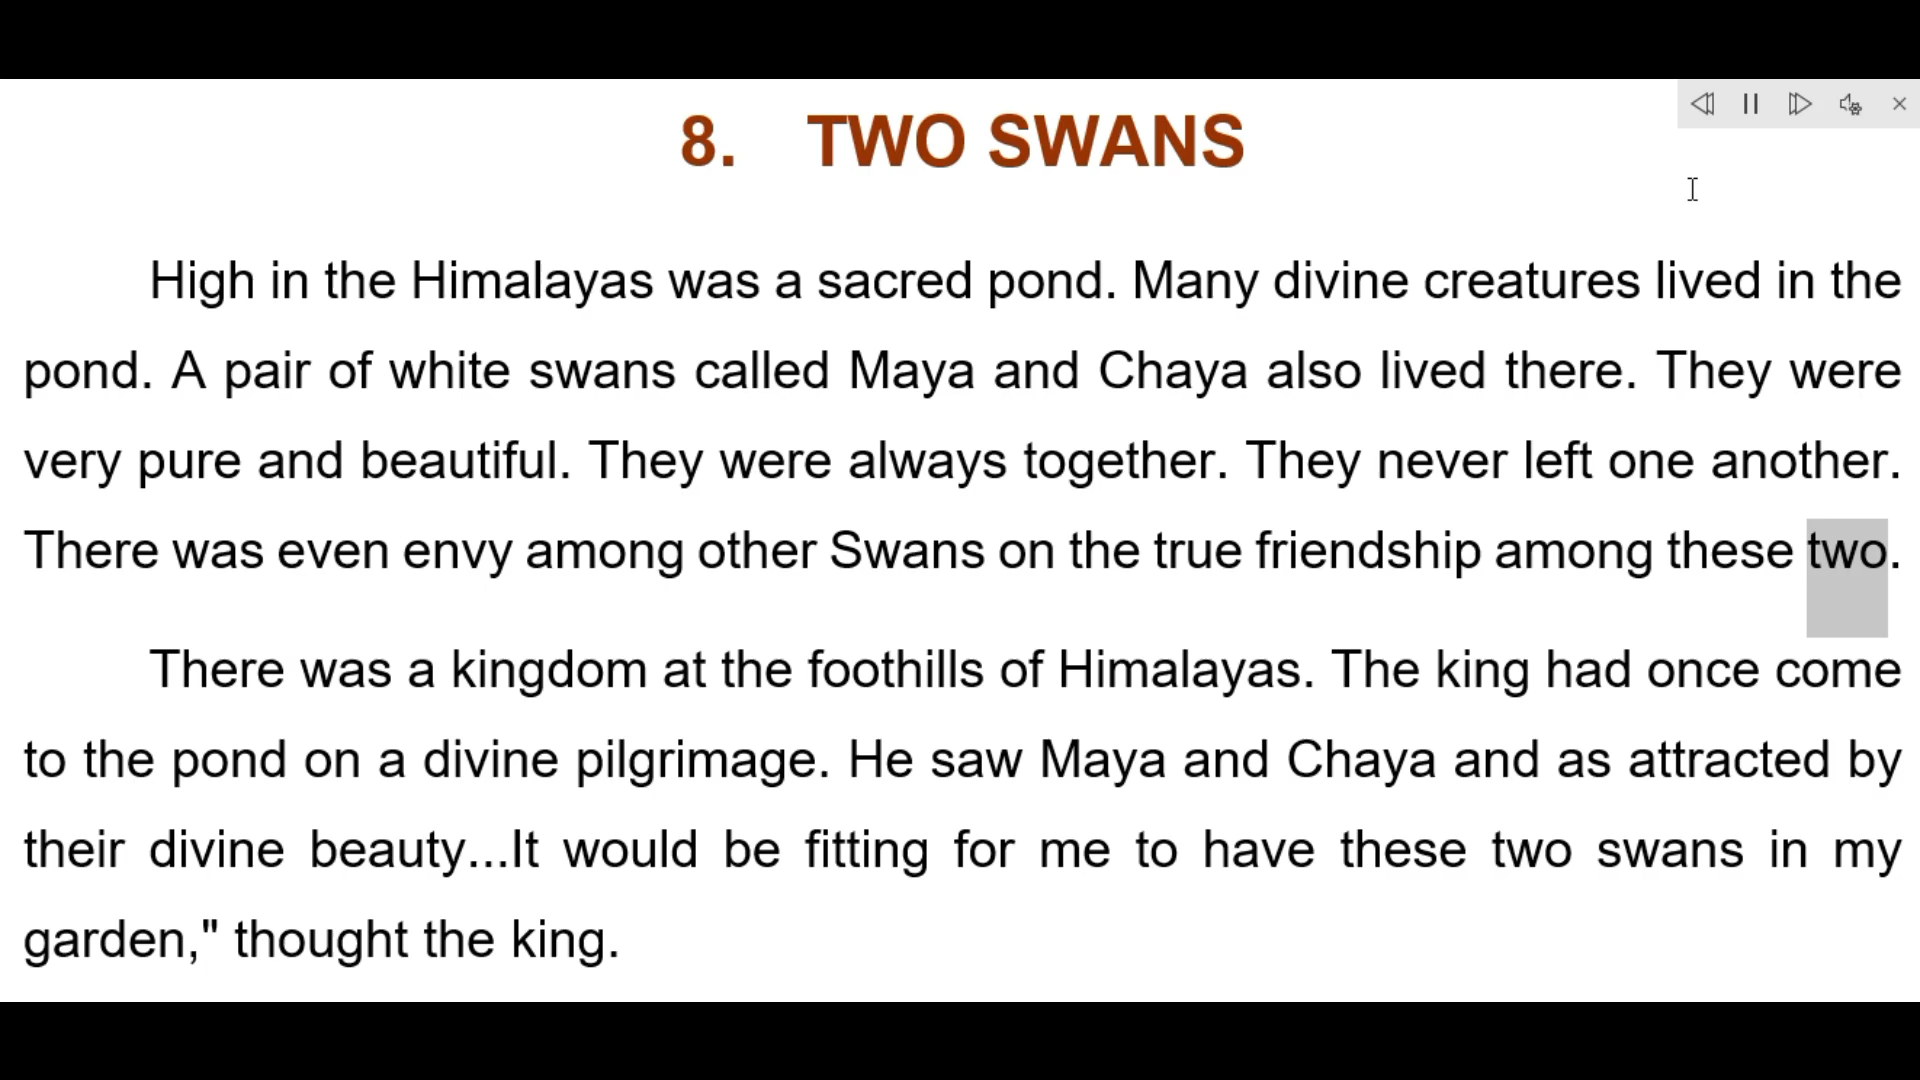 8. TWO SWANS
High in the Himalayas was a sacred pond. Many divine creatures lived in the
pond. A pair of white swans called Maya and Chaya also lived there. They were
very pure and beautiful. They were always together. They never left one another.
There was even envy among other Swans on the true friendship among these two.
There was a kingdom at the foothills of Himalayas. The king had once come
to the pond on a divine pilgrimage. He saw Maya and Chaya and as attracted by
their divine beauty...It would be fitting for me to have these two swans in my
garden," thought the king.